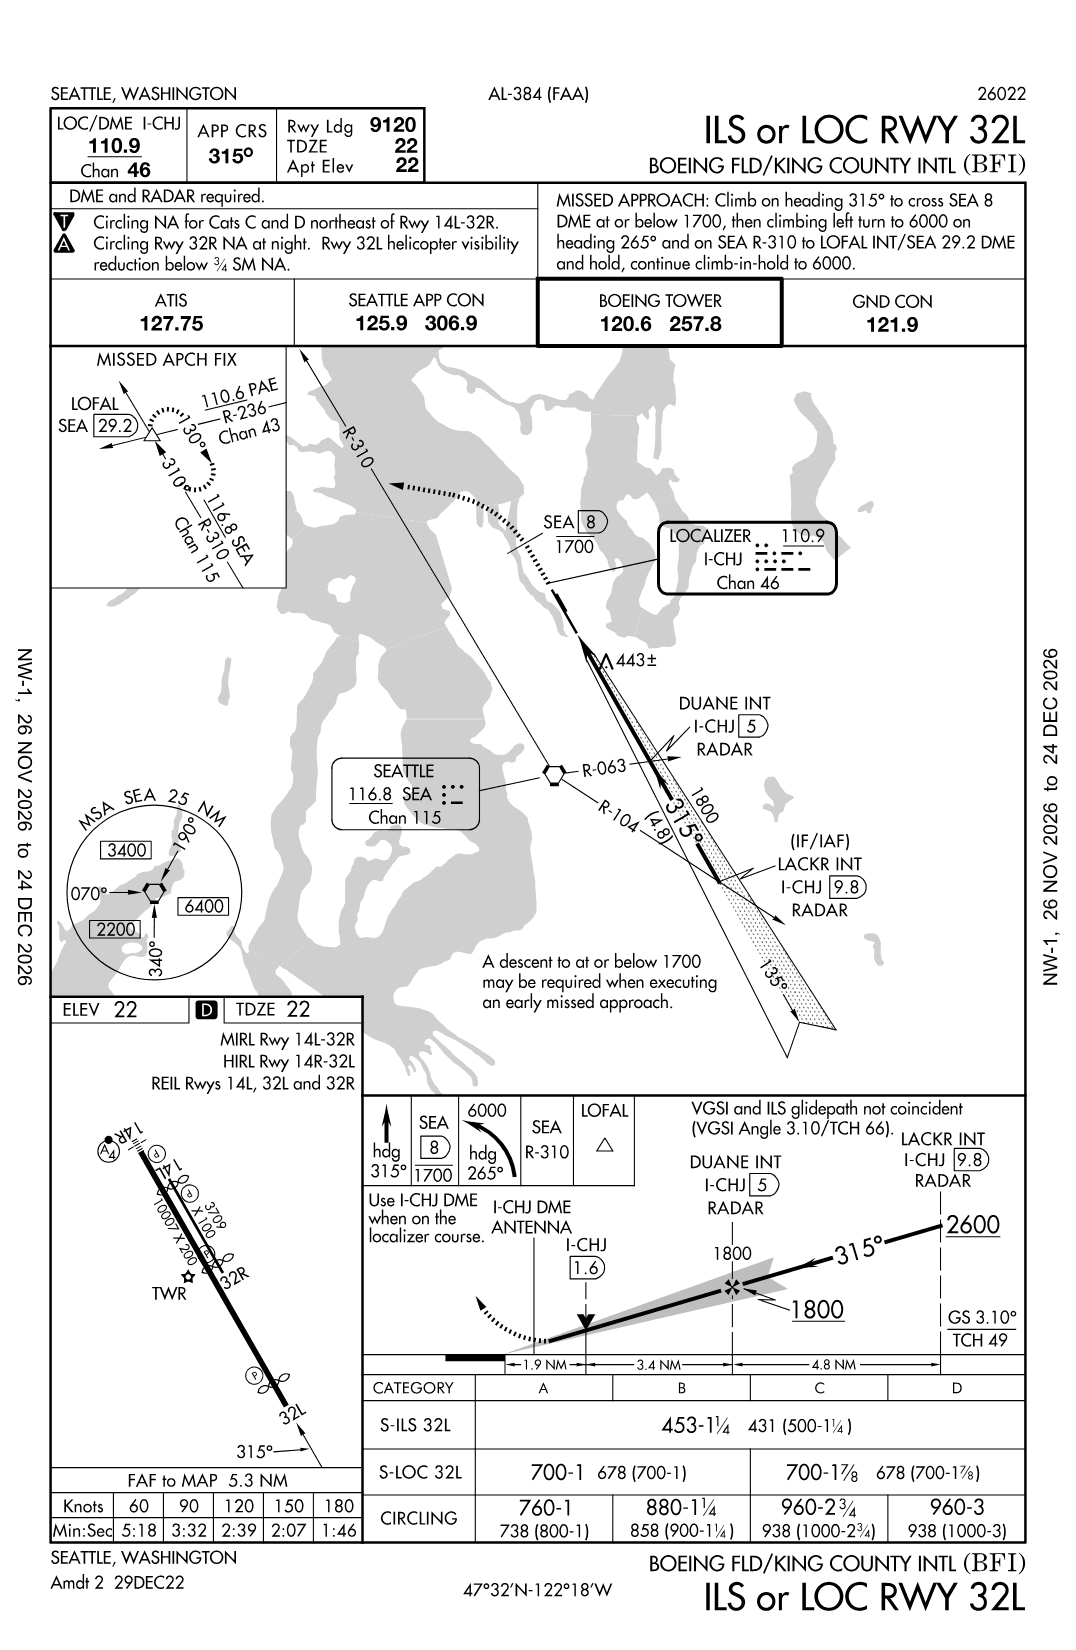 SEATTLE, WASHINGTON
AL-384 (FAA)
26022
LOC/DME I-CHJ
110.9
Chan 46
APP CRS
315°
Rwy Ldg 9120
TDZE 22
Apt Elev 22
ILS or LOC RWY 32L
BOEING FLD/KING COUNTY INTL (BFI)
DME and RADAR required.
T
A
Circling NA for Cats C and D northeast of Rwy 14L-32R.
Circling Rwy 32R NA at night. Rwy 32L helicopter visibility
reduction below ¾ SM NA.
MISSED APPROACH: Climb on heading 315° to cross SEA 8
DME at or below 1700, then climbing left turn to 6000 on
heading 265° and on SEA R-310 to LOFAL INT/SEA 29.2 DME
and hold, continue climb-in-hold to 6000.
ATIS
127.75
SEATTLE APP CON
125.9 306.9
BOEING TOWER
120.6 257.8
GND CON
121.9
MISSED APCH FIX
LOFAL
SEA 29.2
110.6 PAE
R-236
Chan 43
130°
310°
116.8 SEA
R-310
Chan 115
R-310
SEA 8
1700
LOCALIZER 110.9
I-CHJ
Chan 46
443±
DUANE INT
I-CHJ 5
RADAR
SEATTLE
116.8 SEA
Chan 115
R-063
R-104
1800
315°
(4.8)
(IF/IAF)
LACKR INT
I-CHJ 9.8
RADAR
135°
MSA SEA 25 NM
190°
3400
070°
6400
2200
340°
A descent to at or below 1700
may be required when executing
an early missed approach.
NW-1, 26 NOV 2026 to 24 DEC 2026
NW-1, 26 NOV 2026 to 24 DEC 2026
ELEV 22
D
TDZE 22
MIRL Rwy 14L-32R
HIRL Rwy 14R-32L
REIL Rwys 14L, 32L and 32R
14R
A4
P
14L
P
3709 X 100
10007 X 200
P
32R
TWR
P
32L
315°
FAF to MAP 5.3 NM
Knots 60 90 120 150 180
Min:Sec 5:18 3:32 2:39 2:07 1:46
hdg
315°
SEA
8
1700
6000
hdg
265°
SEA
R-310
LOFAL
VGSI and ILS glidepath not coincident
(VGSI Angle 3.10/TCH 66).
LACKR INT
I-CHJ 9.8
RADAR
DUANE INT
I-CHJ 5
RADAR
Use I-CHJ DME
when on the
localizer course.
I-CHJ DME
ANTENNA
I-CHJ
1.6
1800
315°
2600
1800
GS 3.10°
TCH 49
1.9 NM
3.4 NM
4.8 NM
CATEGORY A B C D
S-ILS 32L 453-1¼ 431 (500-1¼)
S-LOC 32L 700-1 678 (700-1) 700-1⅞ 678 (700-1⅞)
CIRCLING 760-1 880-1¼ 960-2¾ 960-3
738 (800-1) 858 (900-1¼) 938 (1000-2¾) 938 (1000-3)
SEATTLE, WASHINGTON
Amdt 2 29DEC22
47°32'N-122°18'W
BOEING FLD/KING COUNTY INTL (BFI)
ILS or LOC RWY 32L